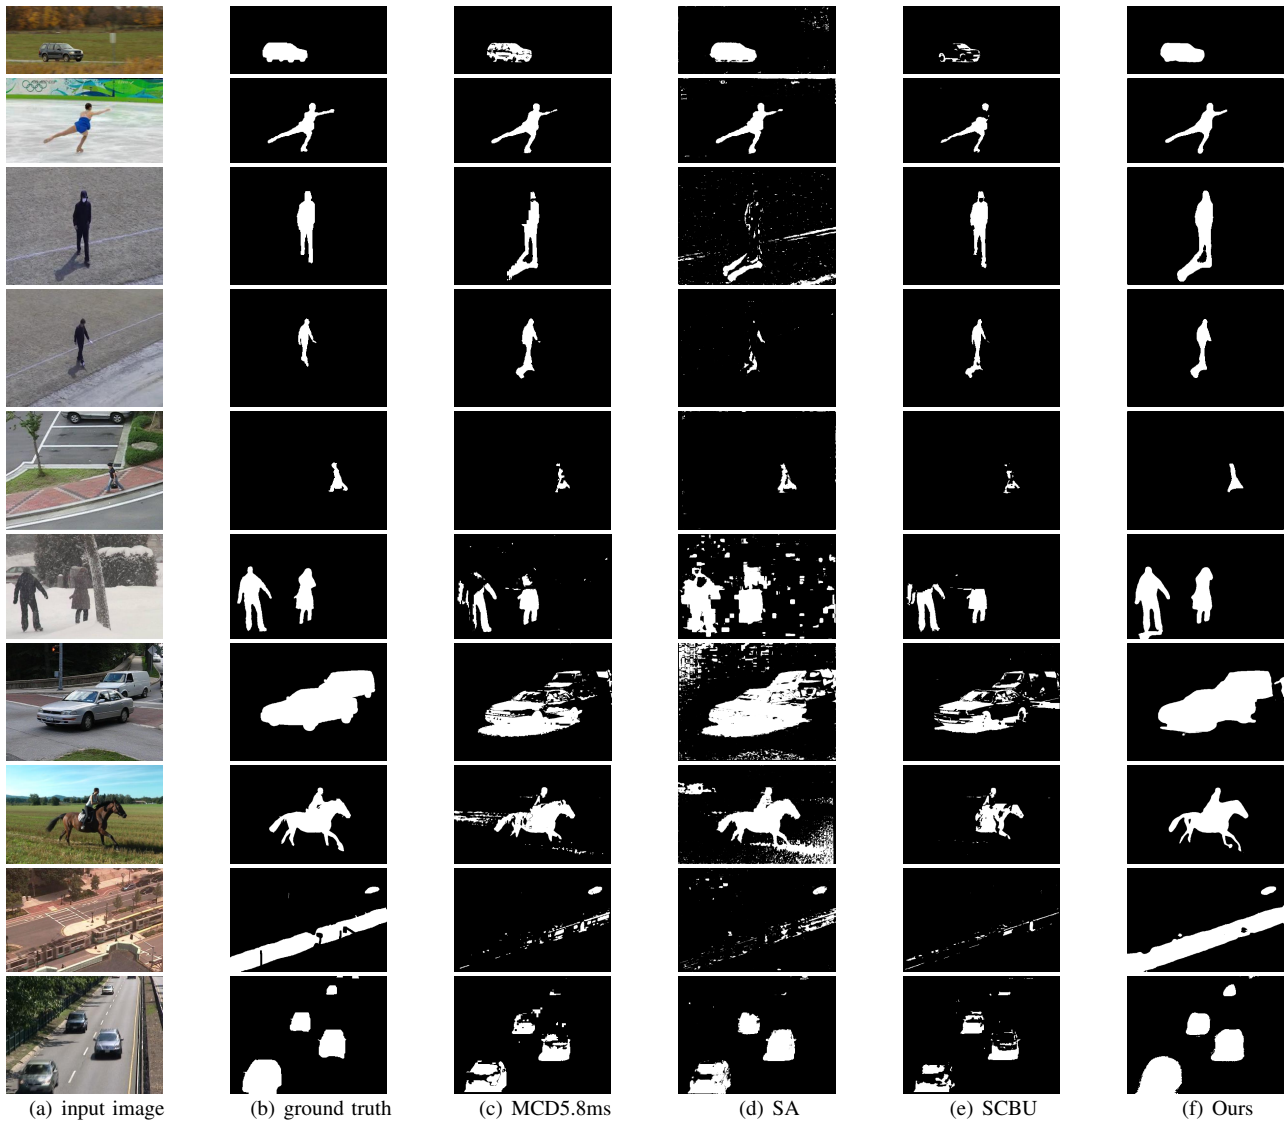 (a) input image
(b) ground truth
(c) MCD5.8ms
(d) SA
(e) SCBU
(f) Ours